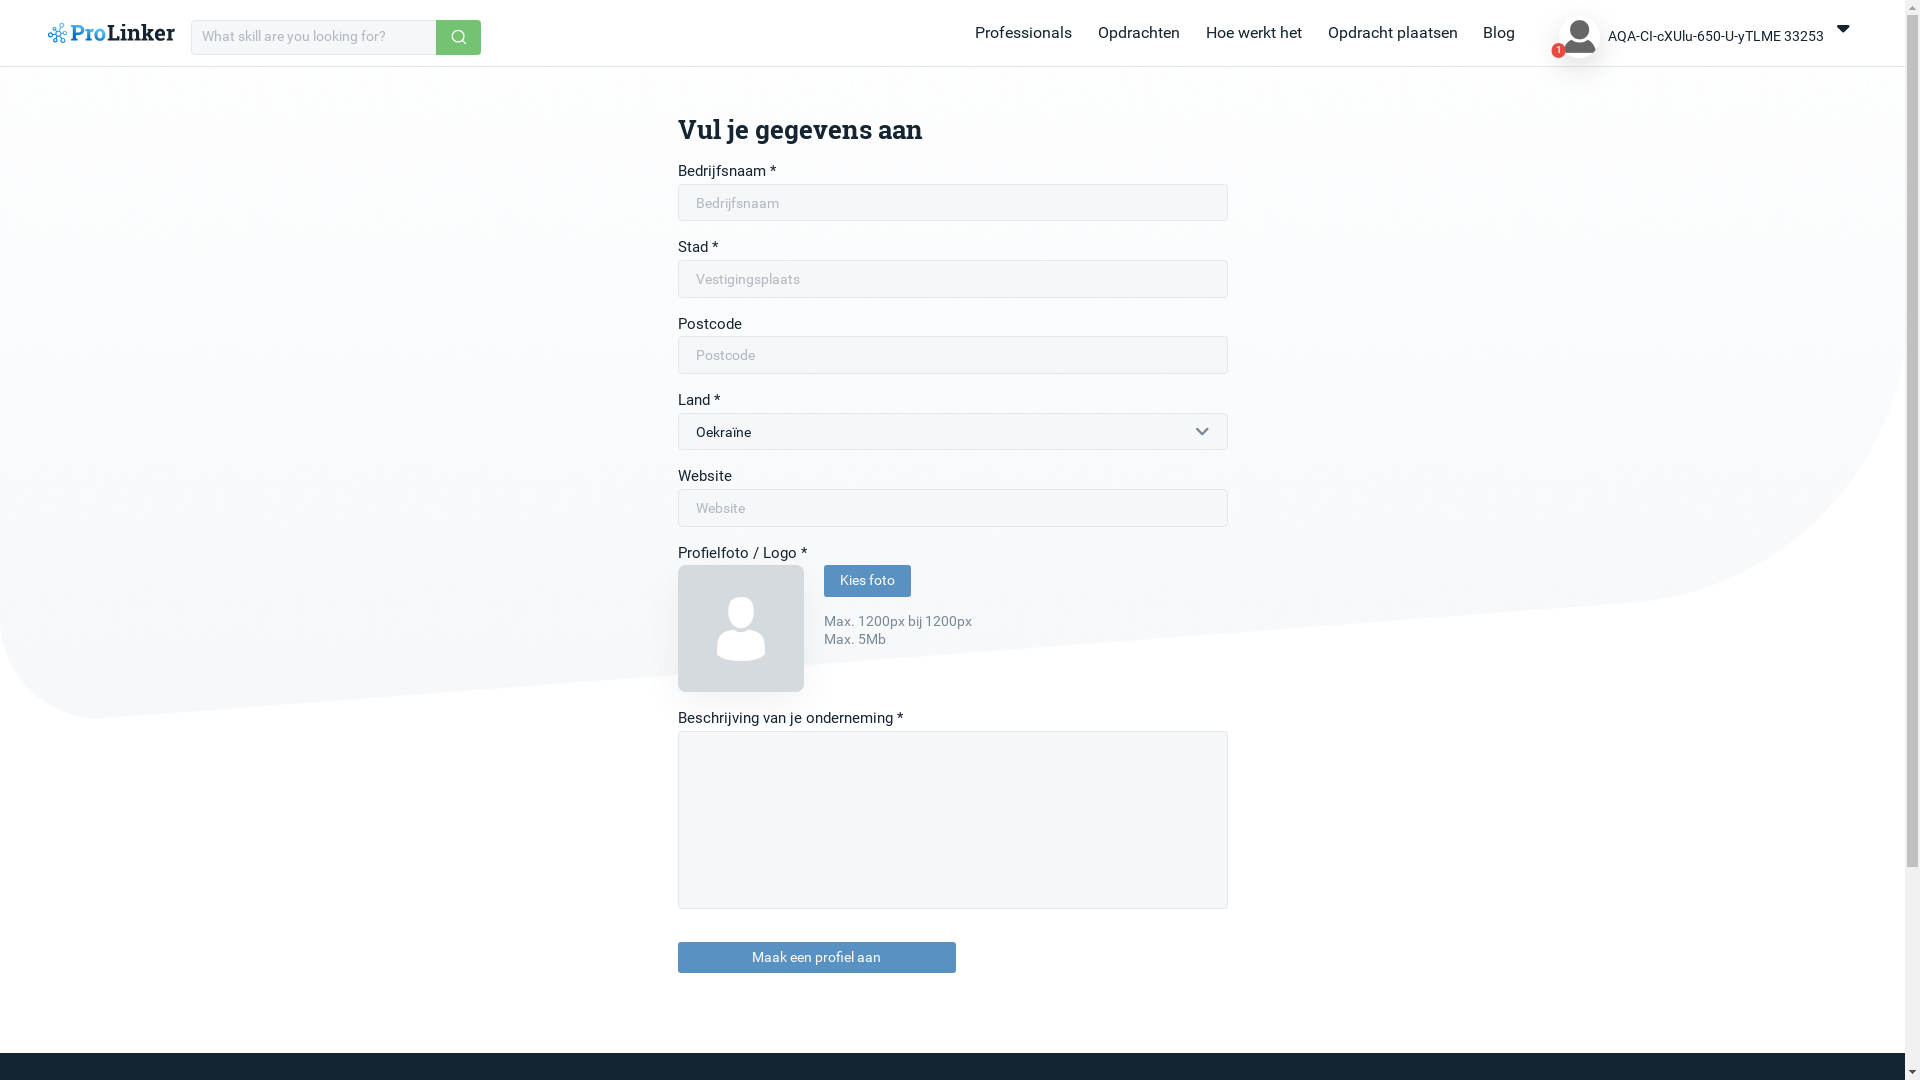 ProLinker
What skill are you looking for?
Professionals
Opdrachten
Hoe werkt het
Opdracht plaatsen
Blog
1
AQA-CI-cXUlu-650-U-yTLME 33253
Vul je gegevens aan
Bedrijfsnaam *
Bedrijfsnaam
Stad *
Vestigingsplaats
Postcode
Postcode
Land *
Oekraïne
Website
Website
Profielfoto / Logo *
Kies foto
Max. 1200px bij 1200px
Max. 5Mb
Beschrijving van je onderneming *
Maak een profiel aan